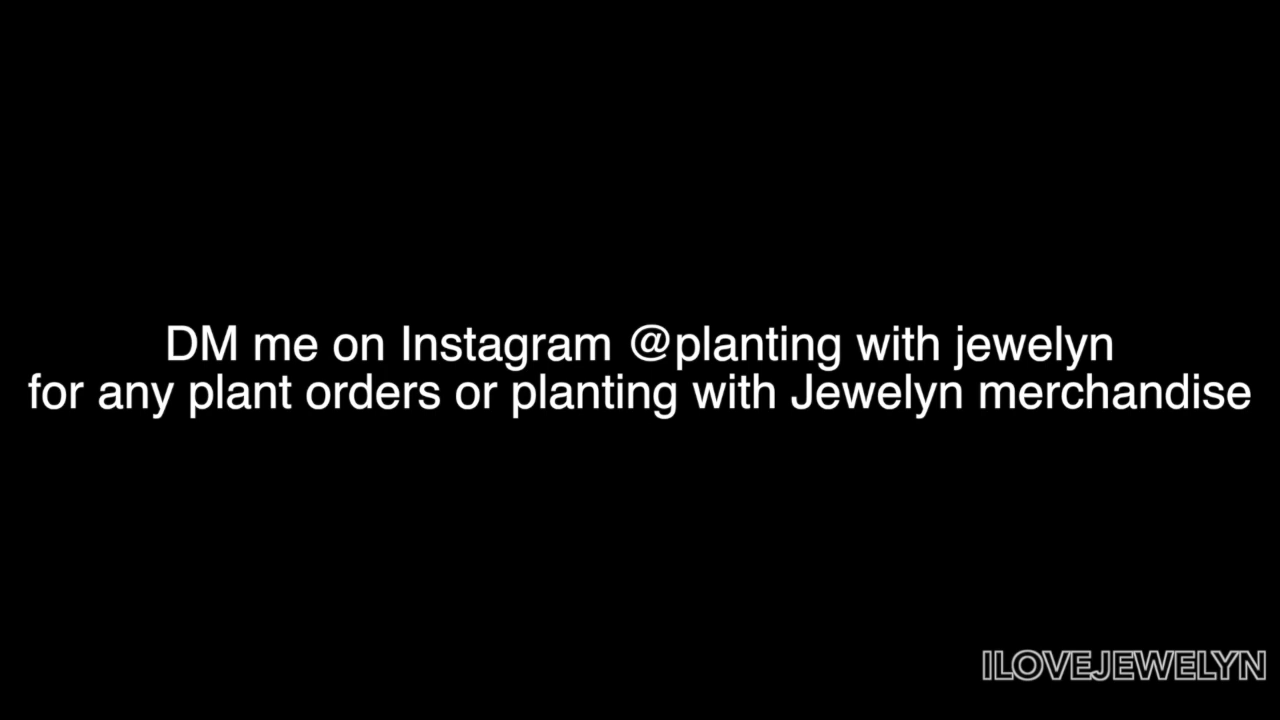 DM me on Instagram @planting with jewelyn
for any plant orders or planting with Jewelyn merchandise
ILOVEJEWELYN